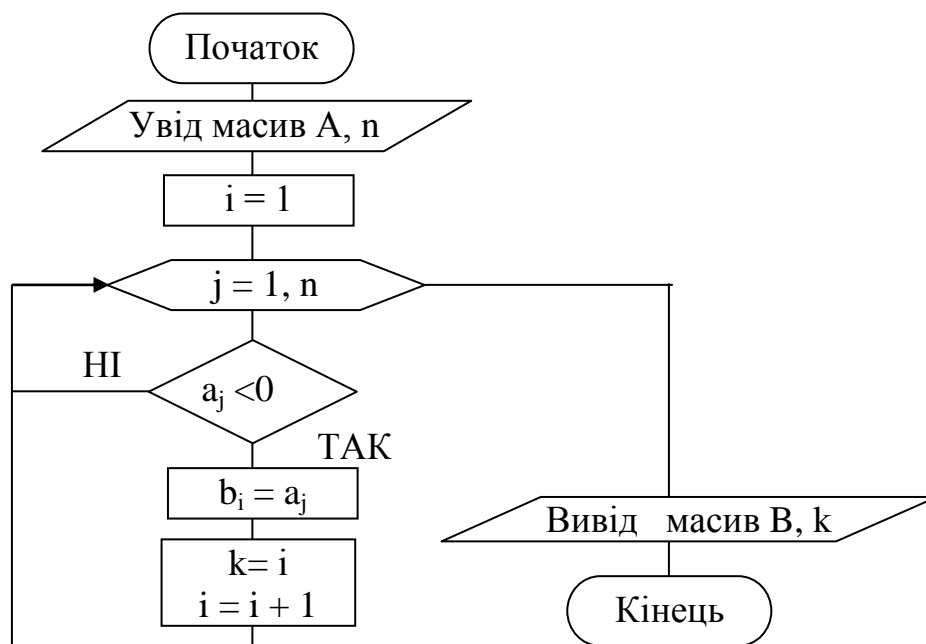 Початок
Увід масив А, n
i = 1
j = 1, n
НІ
aj <0
ТАК
bi = aj
k= i
i = i + 1
Вивід масив В, k
Кінець